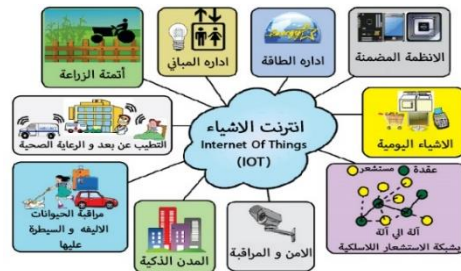 أتمتة الزراعة
اداره المباني
اداره الطاقة
الانظمة المضمنة
التطبيب عن بعد و الرعاية الصحية
انترنت الاشياء
Internet Of Things
(IOT)
الاشياء اليومية
مراقبة الحيوانات
الاليفه و السيطرة
عليها
المدن الذكية
الامن و المراقبة
عقدة
مستشعر
آلة الي آلة
شبكة الاستشعار اللاسلكية